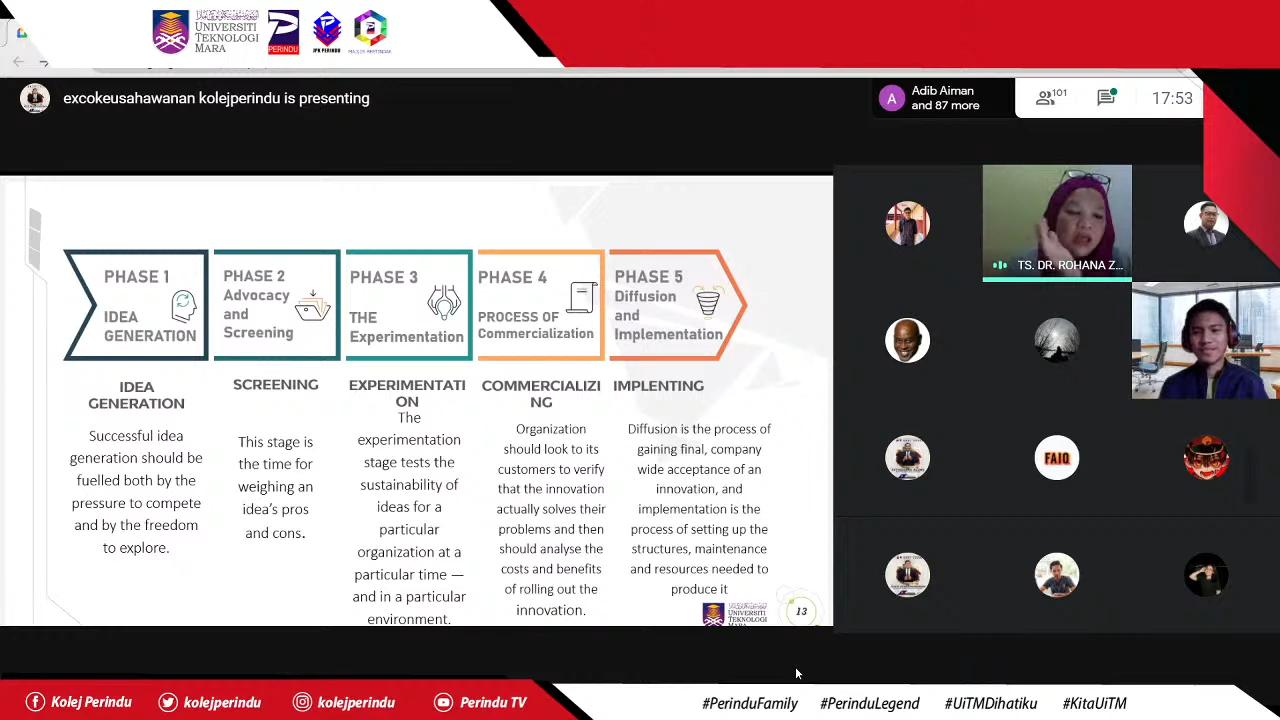 UNIVERSITI
TEKNOLOGI
MARA
PERINDU
JPK PERINDU
MAJLIS BERTINDAK
excokeusahawanan kolejperindu is presenting
A
Adib Aiman
and 87 more
101
17:53
PHASE 1
IDEA
GENERATION
PHASE 2
Advocacy
and
Screening
PHASE 3
THE
Experimentation
PHASE 4
PROCESS OF
Commercialization
PHASE 5
Diffusion
and
Implementation
IDEA
GENERATION
Successful idea
generation should be
fuelled both by the
pressure to compete
and by the freedom
to explore.
SCREENING
This stage is
the time for
weighing an
idea's pros
and cons.
EXPERIMENTATI
ON
The
experimentation
stage tests the
sustainability of
ideas for a
particular
organization at a
particular time —
and in a particular
environment.
COMMERCIALIZI
NG
Organization
should look to its
customers to verify
that the innovation
actually solves their
problems and then
should analyse the
costs and benefits
of rolling out the
innovation.
IMPLENTING
Diffusion is the process of
gaining final, company
wide acceptance of an
innovation, and
implementation is the
process of setting up the
structures, maintenance
and resources needed to
produce it
UNIVERSITI
TEKNOLOGI
MARA
13
TS. DR. ROHANA Z...
FAIQ
Kolej Perindu
kolejperindu
kolejperindu
Perindu TV
#PerinduFamily
#PerinduLegend
#UiTMDihatiku
#KitaUiTM